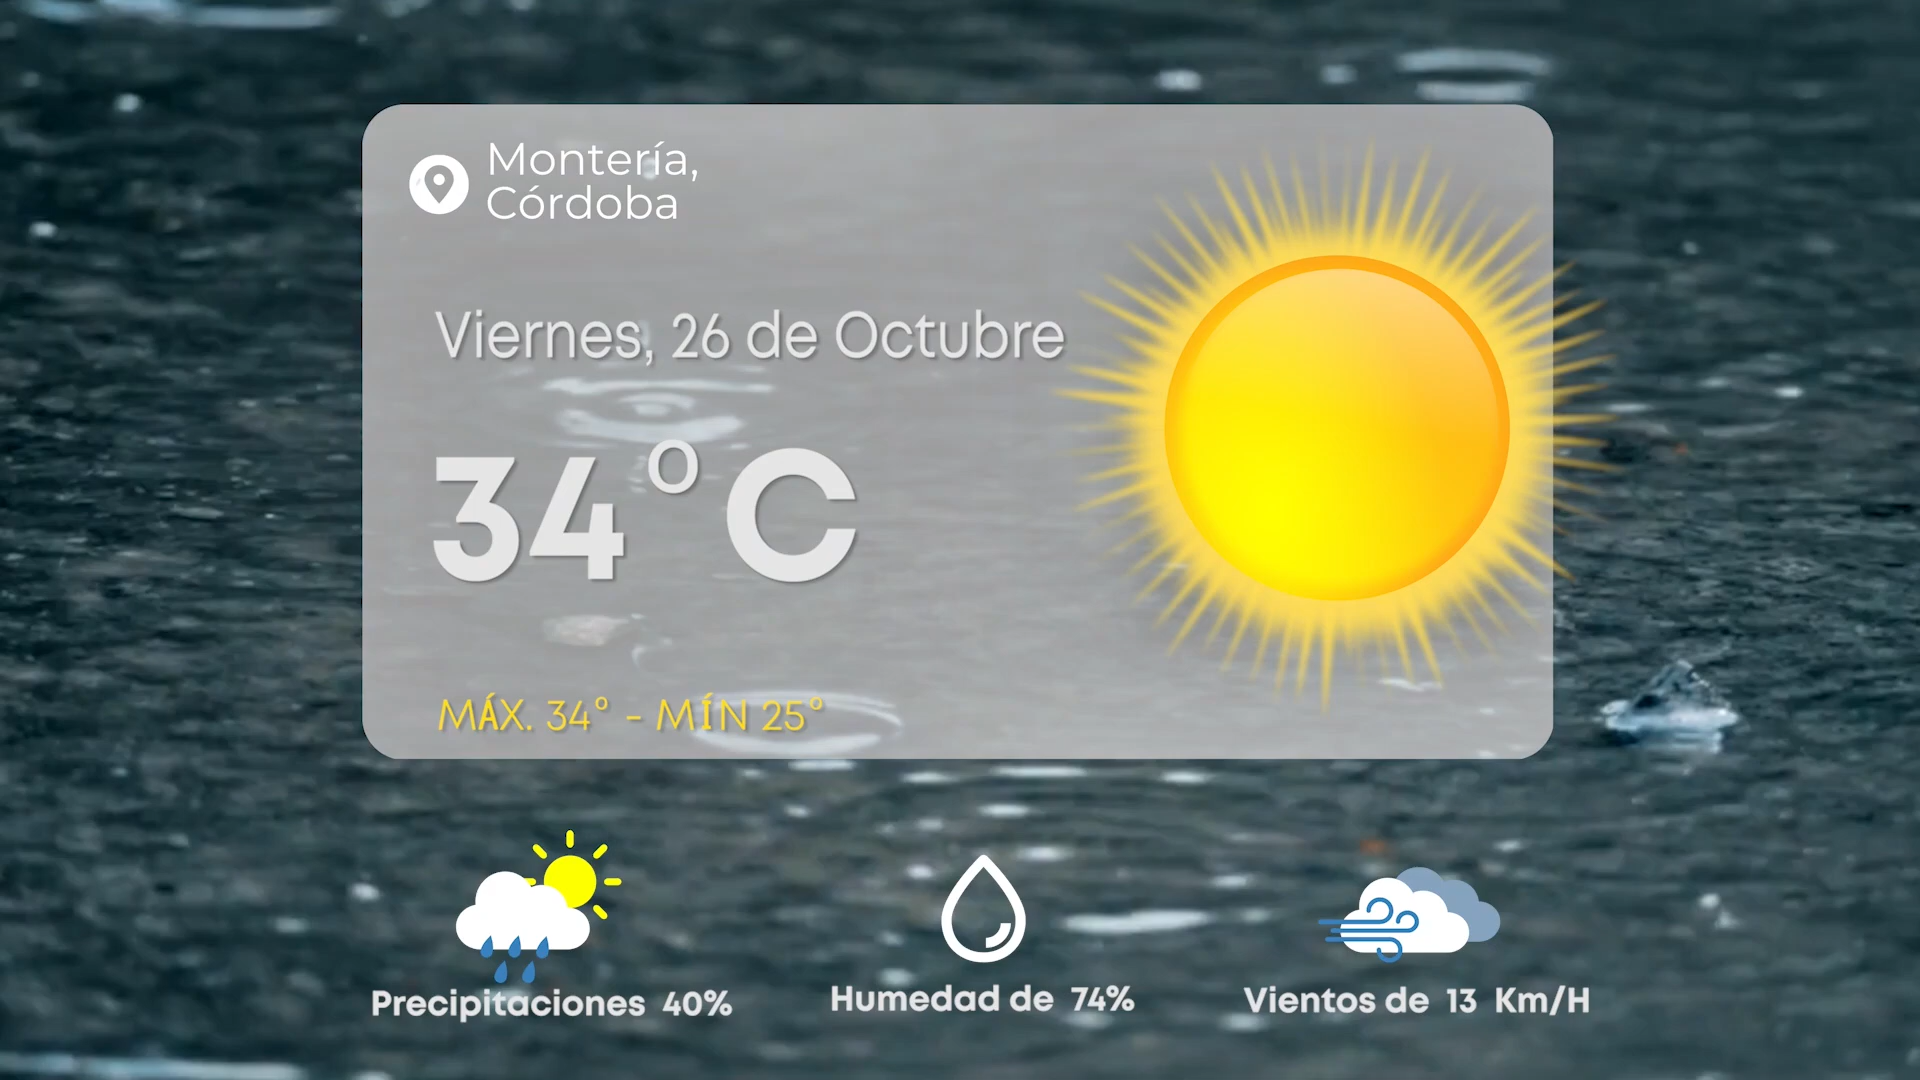 Montería,
Córdoba
Viernes, 26 de Octubre
34°C
MÁX. 34° - MÍN 25°
Precipitaciones 40%
Humedad de 74%
Vientos de 13 Km/H